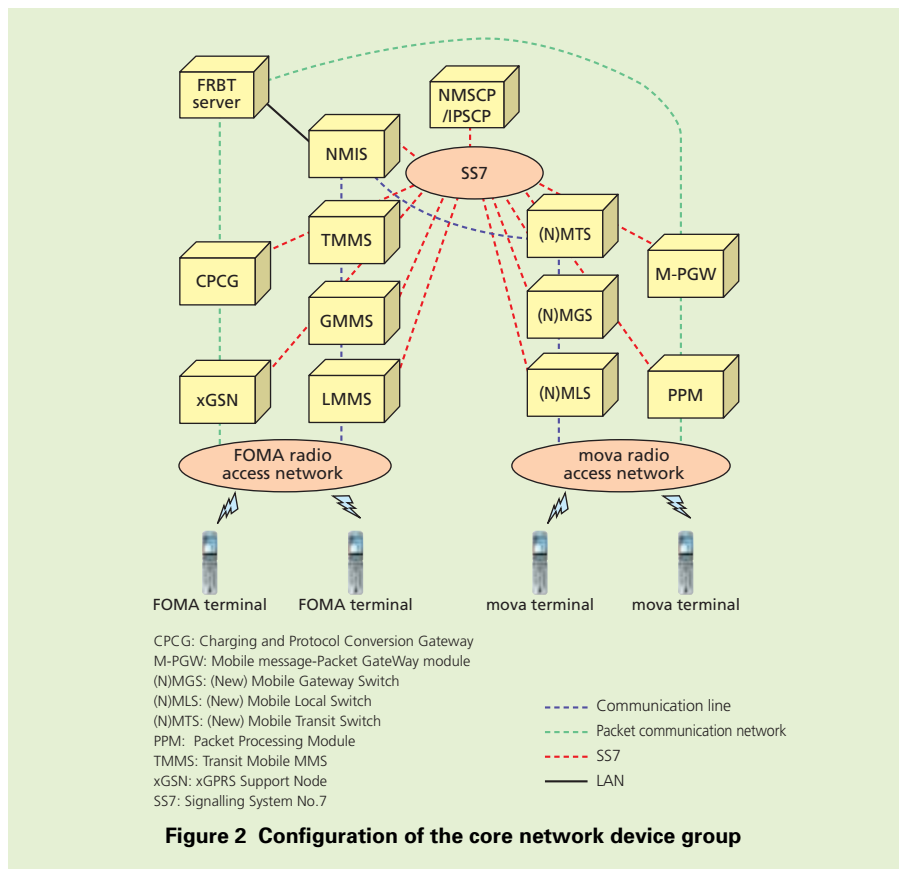 FRBT
server
NMSCP
/IPSCP
NMIS
SS7
TMMS
(N)MTS
CPCG
M-PGW
GMMS
(N)MGS
xGSN
LMMS
(N)MLS
PPM
FOMA radio
access network
mova radio
access network
FOMA terminal
FOMA terminal
mova terminal
mova terminal
CPCG: Charging and Protocol Conversion Gateway
M-PGW: Mobile message-Packet GateWay module
(N)MGS: (New) Mobile Gateway Switch
(N)MLS: (New) Mobile Local Switch
(N)MTS: (New) Mobile Transit Switch
PPM: Packet Processing Module
TMMS: Transit Mobile MMS
xGSN: xGPRS Support Node
SS7: Signalling System No.7
Communication line
Packet communication network
SS7
LAN
Figure 2 Configuration of the core network device group